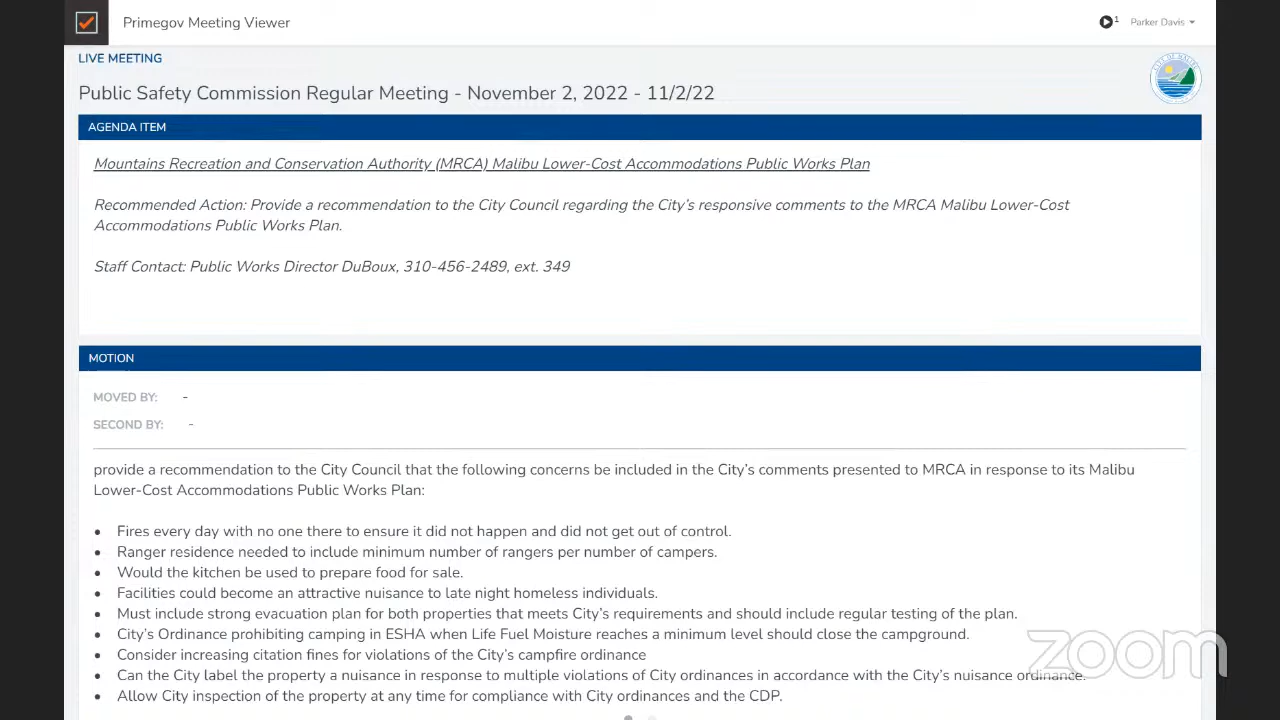 Primegov Meeting Viewer
1
Parker Davis
LIVE MEETING
Public Safety Commission Regular Meeting - November 2, 2022 - 11/2/22
CITY OF MALIBU
AGENDA ITEM
Mountains Recreation and Conservation Authority (MRCA) Malibu Lower-Cost Accommodations Public Works Plan
Recommended Action: Provide a recommendation to the City Council regarding the City's responsive comments to the MRCA Malibu Lower-Cost
Accommodations Public Works Plan.
Staff Contact: Public Works Director DuBoux, 310-456-2489, ext. 349
MOTION
MOVED BY: -
SECOND BY: -
provide a recommendation to the City Council that the following concerns be included in the City's comments presented to MRCA in response to its Malibu
Lower-Cost Accommodations Public Works Plan:
• Fires every day with no one there to ensure it did not happen and did not get out of control.
• Ranger residence needed to include minimum number of rangers per number of campers.
• Would the kitchen be used to prepare food for sale.
• Facilities could become an attractive nuisance to late night homeless individuals.
• Must include strong evacuation plan for both properties that meets City's requirements and should include regular testing of the plan.
• City's Ordinance prohibiting camping in ESHA when Life Fuel Moisture reaches a minimum level should close the campground.
• Consider increasing citation fines for violations of the City's campfire ordinance
• Can the City label the property a nuisance in response to multiple violations of City ordinances in accordance with the City's nuisance ordinance.
• Allow City inspection of the property at any time for compliance with City ordinances and the CDP.
zoom